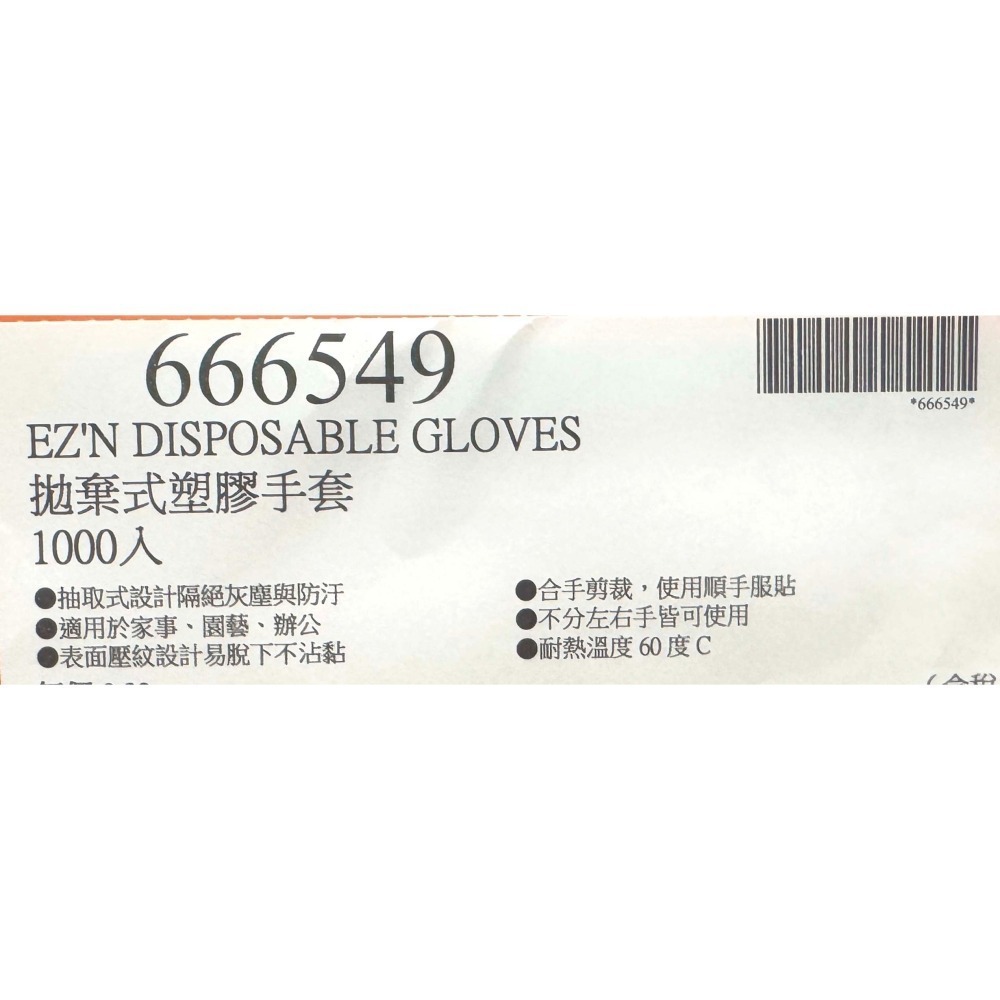 666549
*666549*
EZ'N DISPOSABLE GLOVES
拋棄式塑膠手套
1000入
●抽取式設計隔絕灰塵與防汙
●適用於家事、園藝、辦公
●表面壓紋設計易脫下不沾黏
●合手剪裁，使用順手服貼
●不分左右手皆可使用
●耐熱溫度 60 度 C